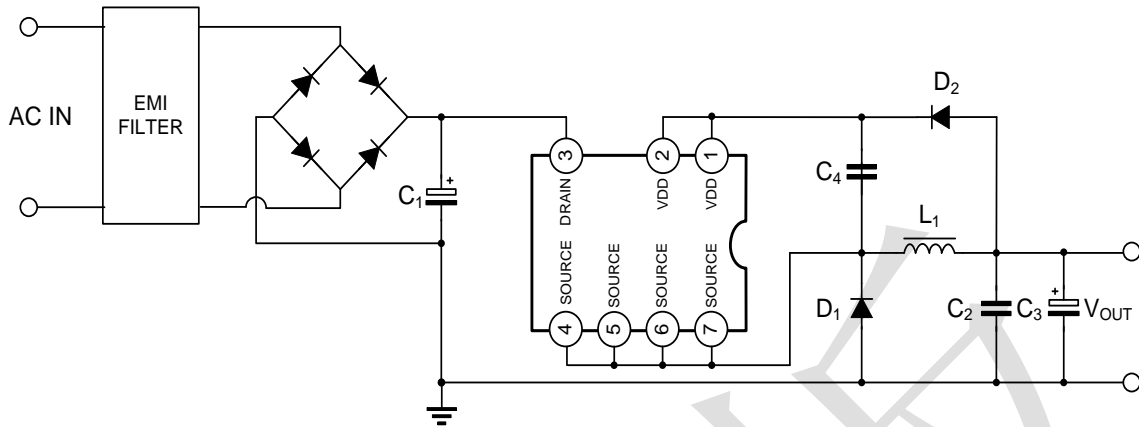 AC IN
EMI
FILTER
C1
+
3
DRAIN
2
VDD
1
VDD
SOURCE
4
SOURCE
5
SOURCE
6
SOURCE
7
D2
C4
L1
D1
C2
C3
+
VOUT